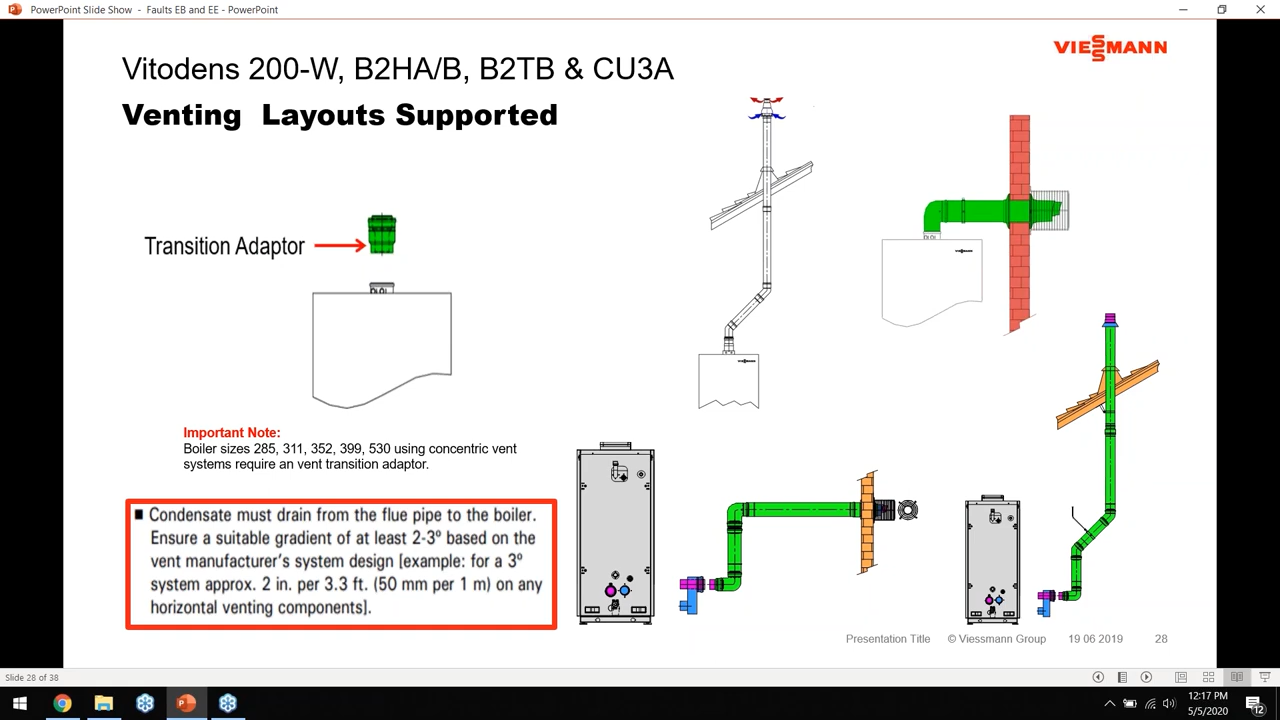 PowerPoint Slide Show - Faults EB and EE - PowerPoint
VIESSMANN
Vitodens 200-W, B2HA/B, B2TB & CU3A
Venting Layouts Supported
Transition Adaptor
VIESMANN
VIESMANN
Important Note:
Boiler sizes 285, 311, 352, 399, 530 using concentric vent
systems require an vent transition adaptor.
■ Condensate must drain from the flue pipe to the boiler.
Ensure a suitable gradient of at least 2-3º based on the
vent manufacturer's system design [example: for a 3º
system approx. 2 in. per 3.3 ft. (50 mm per 1 m) on any
horizontal venting components].
Presentation Title © Viessmann Group 19 06 2019 28
Slide 28 of 38
12:17 PM
5/5/2020
12